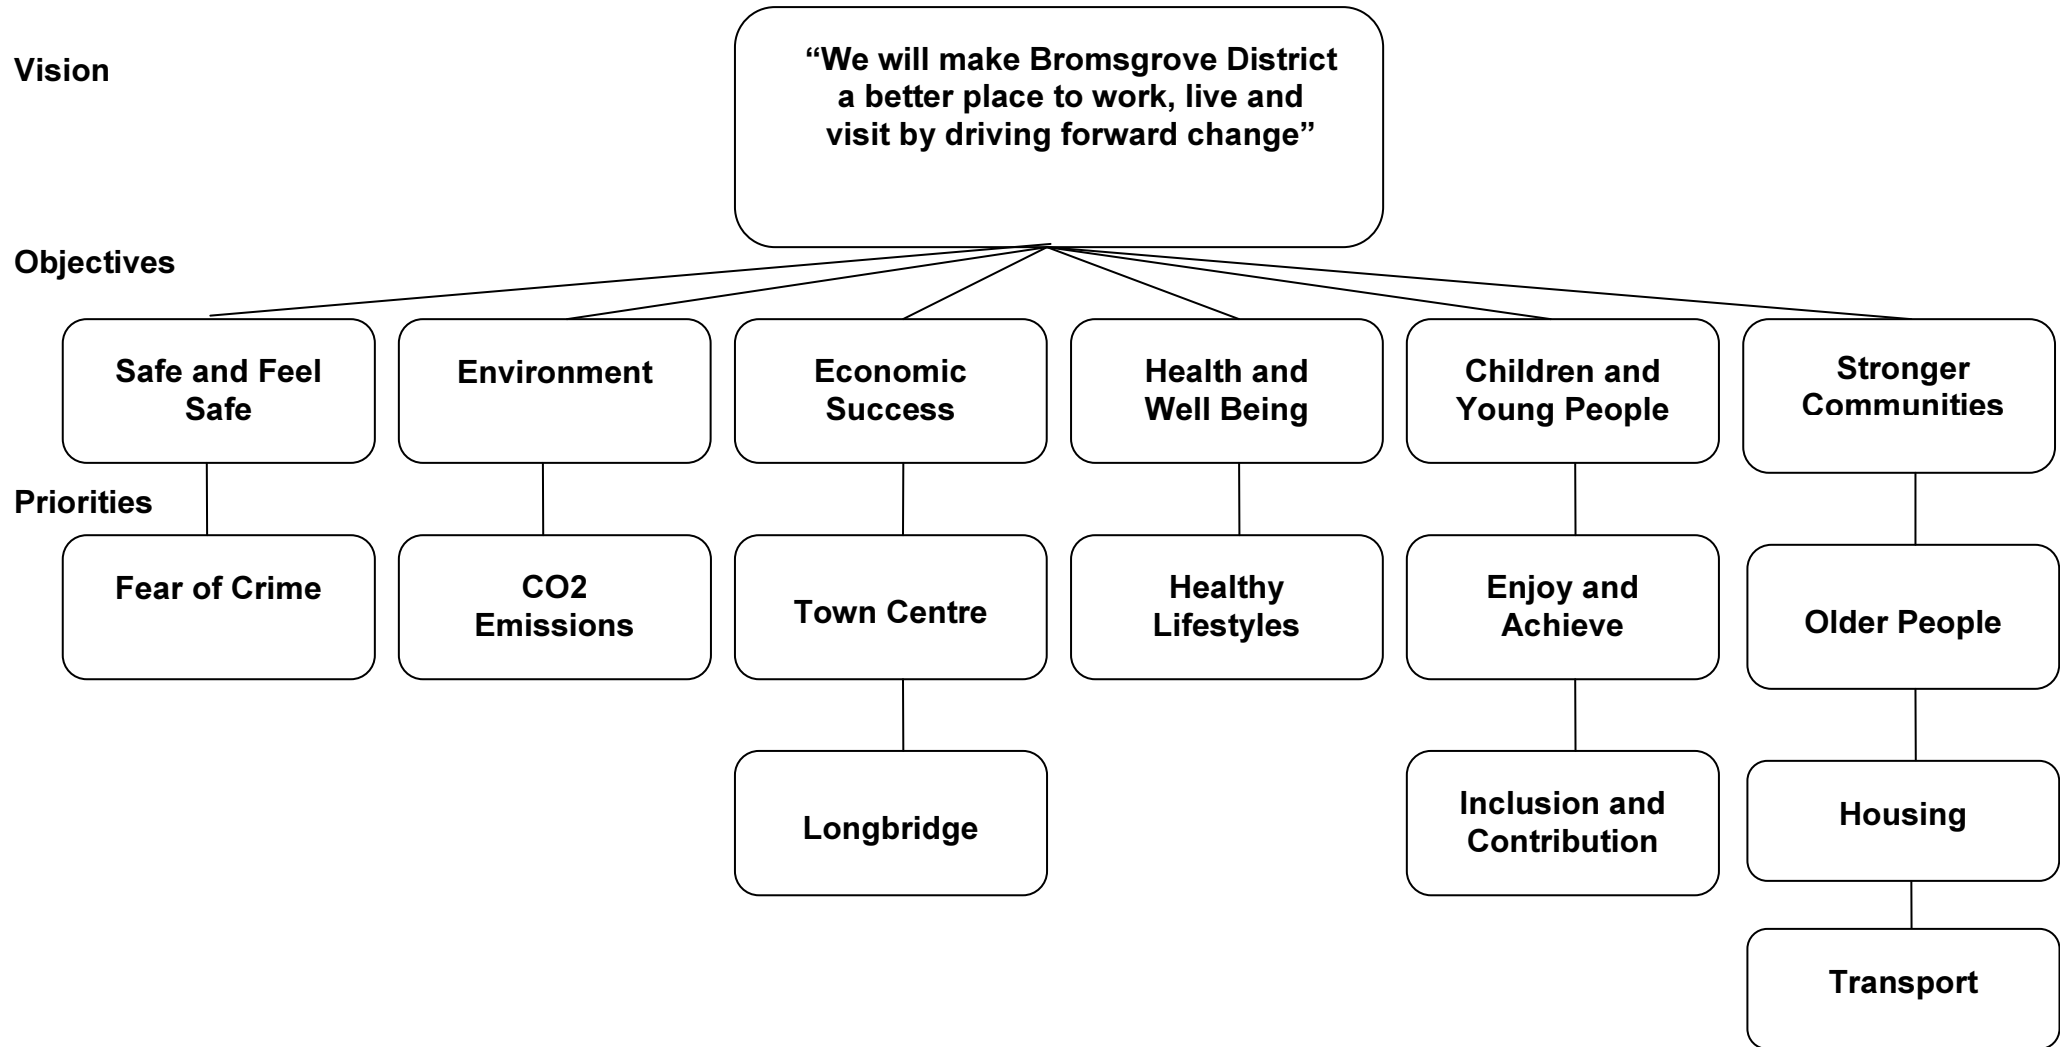 Vision
“We will make Bromsgrove District
a better place to work, live and
visit by driving forward change”
Objectives
Safe and Feel
Safe
Environment
Economic
Success
Health and
Well Being
Children and
Young People
Stronger
Communities
Priorities
Fear of Crime
CO2
Emissions
Town Centre
Healthy
Lifestyles
Enjoy and
Achieve
Older People
Longbridge
Inclusion and
Contribution
Housing
Transport